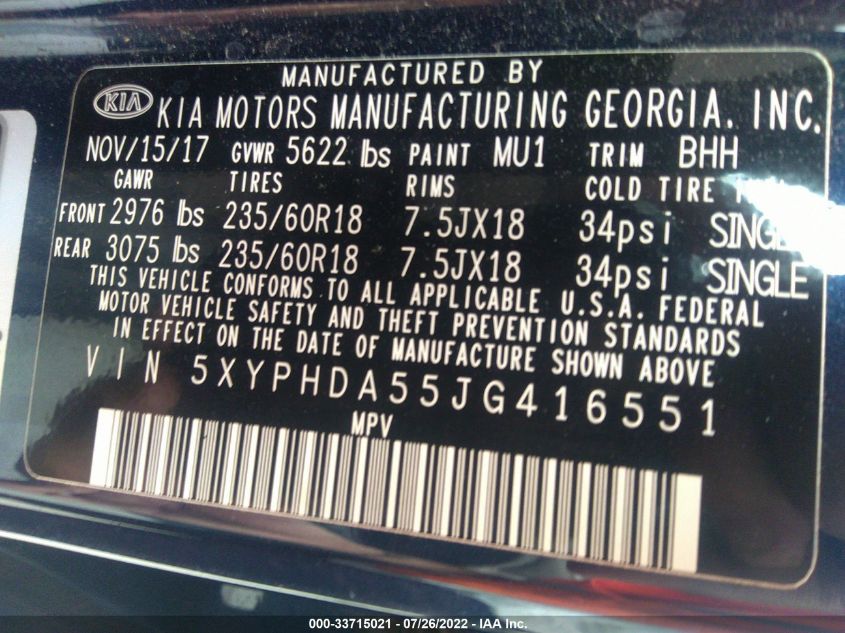 MANUFACTURED BY
KIA KIA MOTORS MANUFACTURING GEORGIA. INC.
NOV/15/17 GVWR 5622 lbs PAINT MU1 TRIM BHH
GAWR TIRES RIMS COLD TIRE
FRONT 2976 lbs 235/60R18 7.5JX18 34psi SINGLE
REAR 3075 lbs 235/60R18 7.5JX18 34psi SINGLE
THIS VEHICLE CONFORMS TO ALL APPLICABLE U.S.A. FEDERAL
MOTOR VEHICLE SAFETY AND THEFT PREVENTION STANDARDS
IN EFFECT ON THE DATE OF MANUFACTURE SHOWN ABOVE
VIN 5XYPHDA55JG416551
MPV
000-33715021 - 07/26/2022 - IAA Inc.